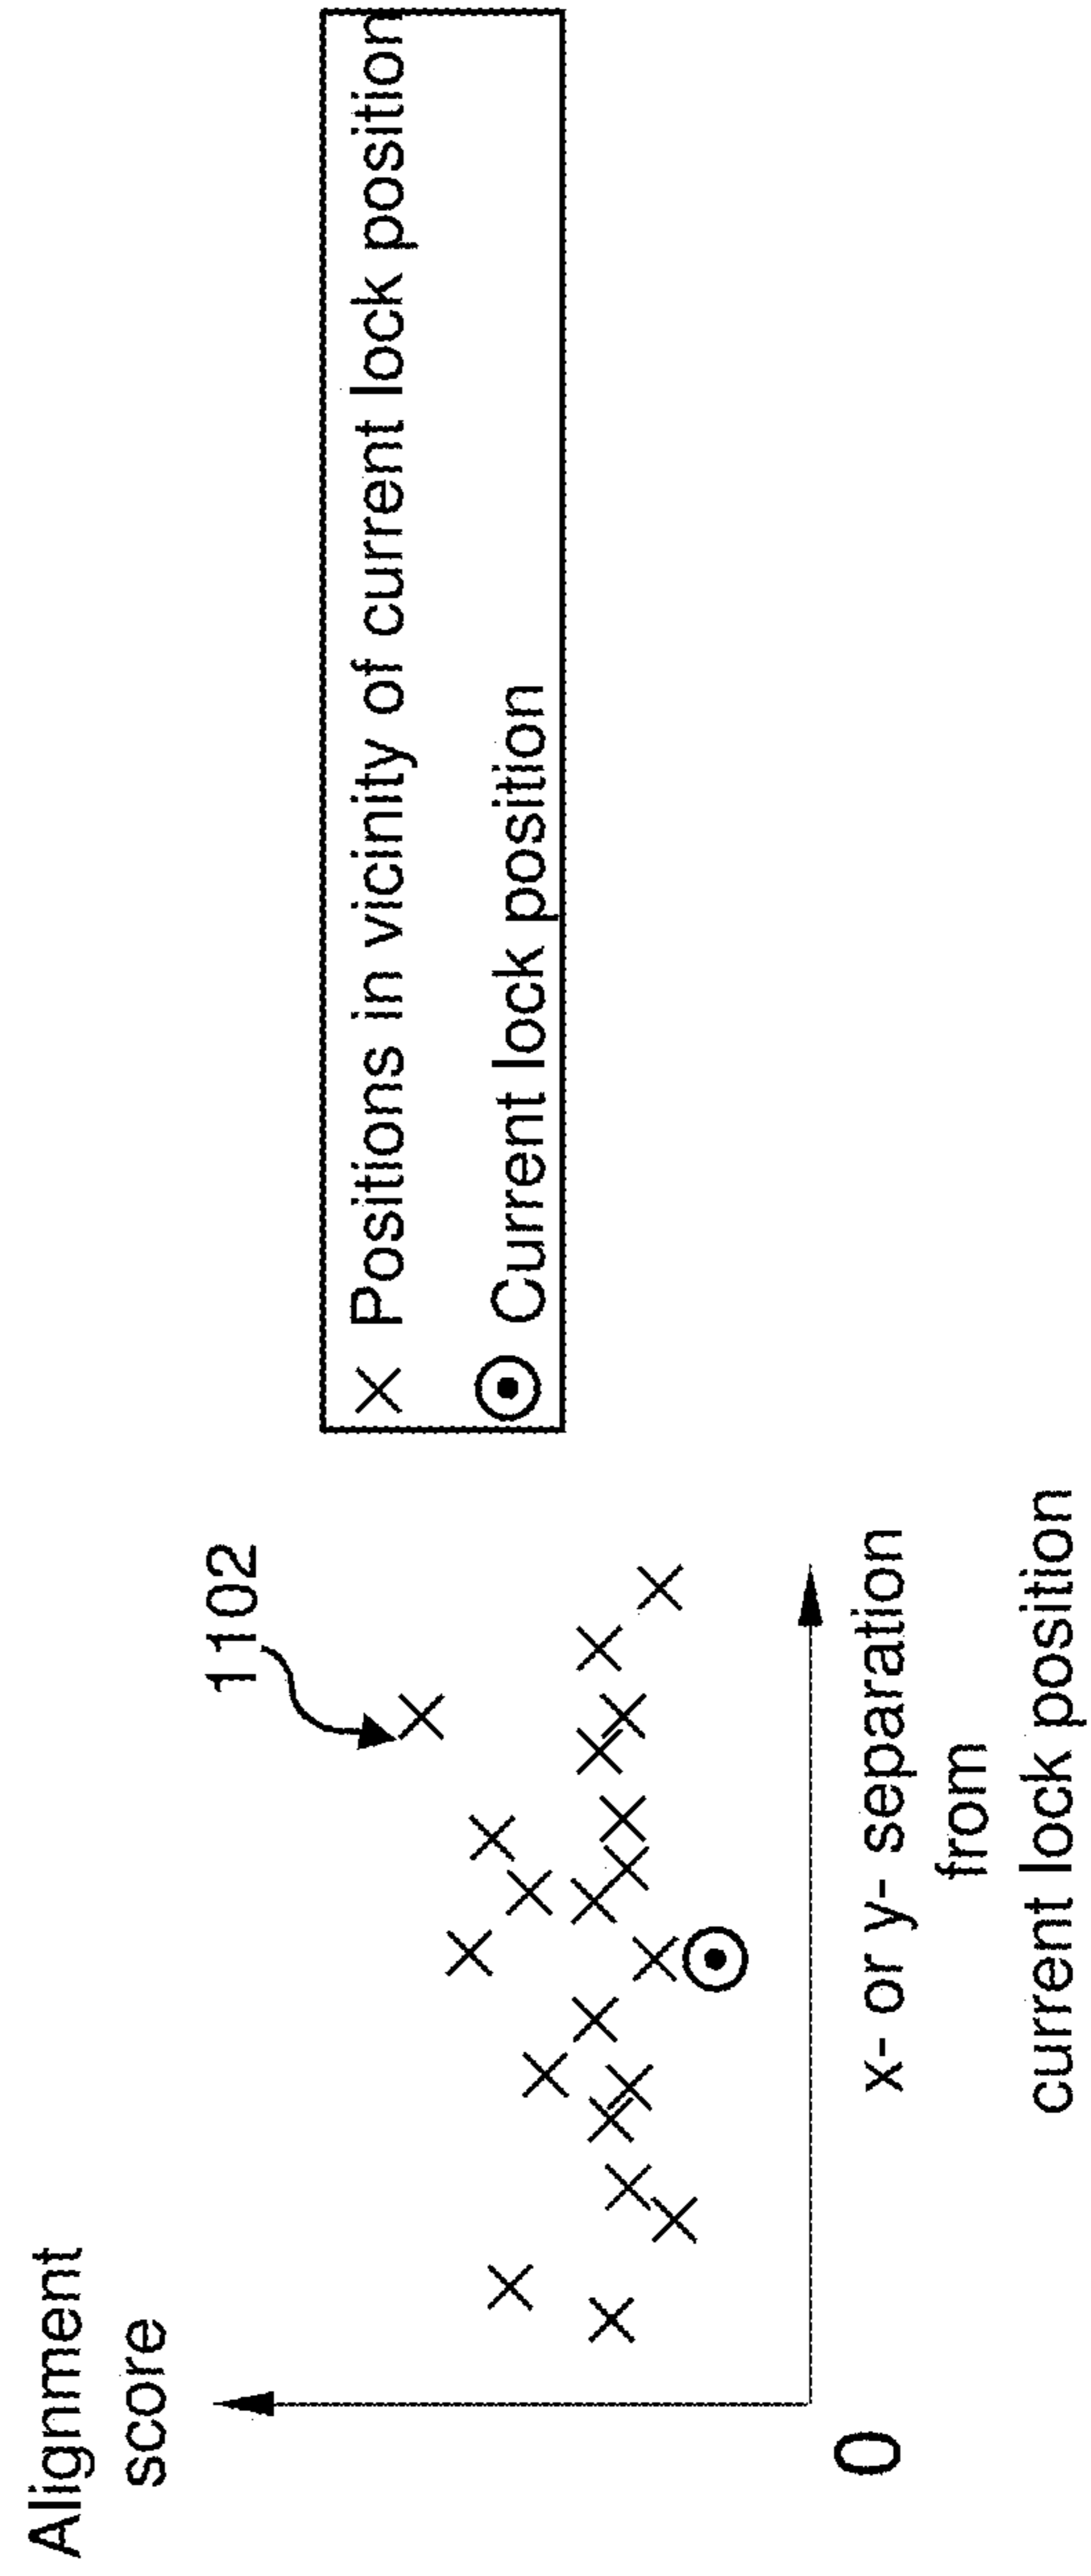 Alignment
score
1102
0
x- or y- separation
from
current lock position
Positions in vicinity of current lock position
Current lock position